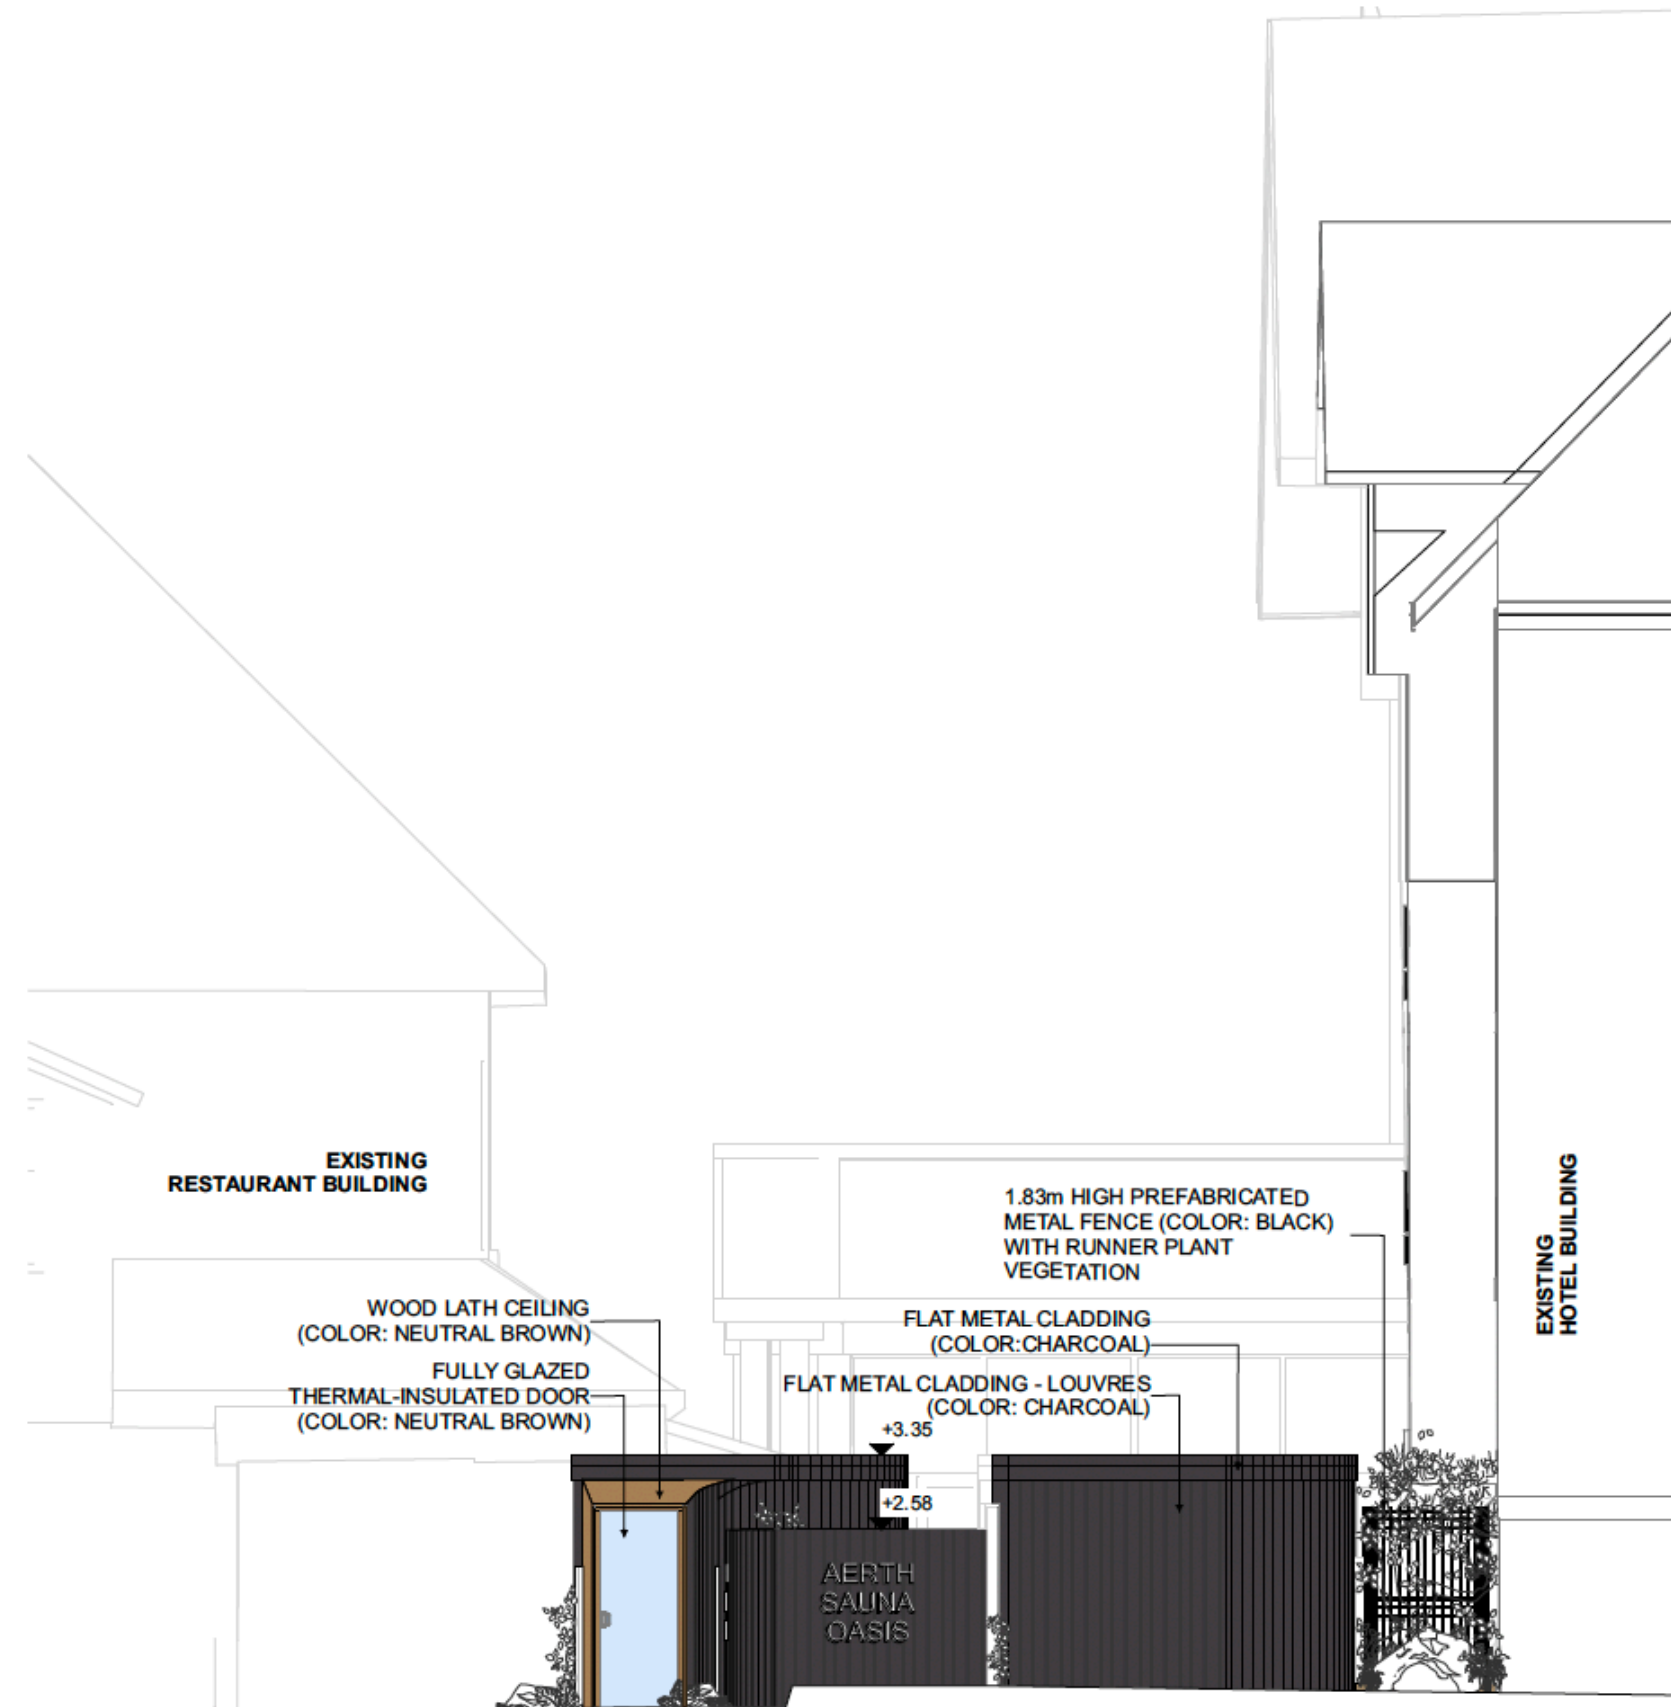 EXISTING
RESTAURANT BUILDING
1.83m HIGH PREFABRICATED
METAL FENCE (COLOR: BLACK)
WITH RUNNER PLANT
VEGETATION
EXISTING
HOTEL BUILDING
WOOD LATH CEILING
(COLOR: NEUTRAL BROWN)
FULLY GLAZED
THERMAL-INSULATED DOOR
(COLOR: NEUTRAL BROWN)
FLAT METAL CLADDING
(COLOR:CHARCOAL)
FLAT METAL CLADDING - LOUVRES
(COLOR: CHARCOAL)
+3.35
+2.58
AERTH
SAUNA
OASIS